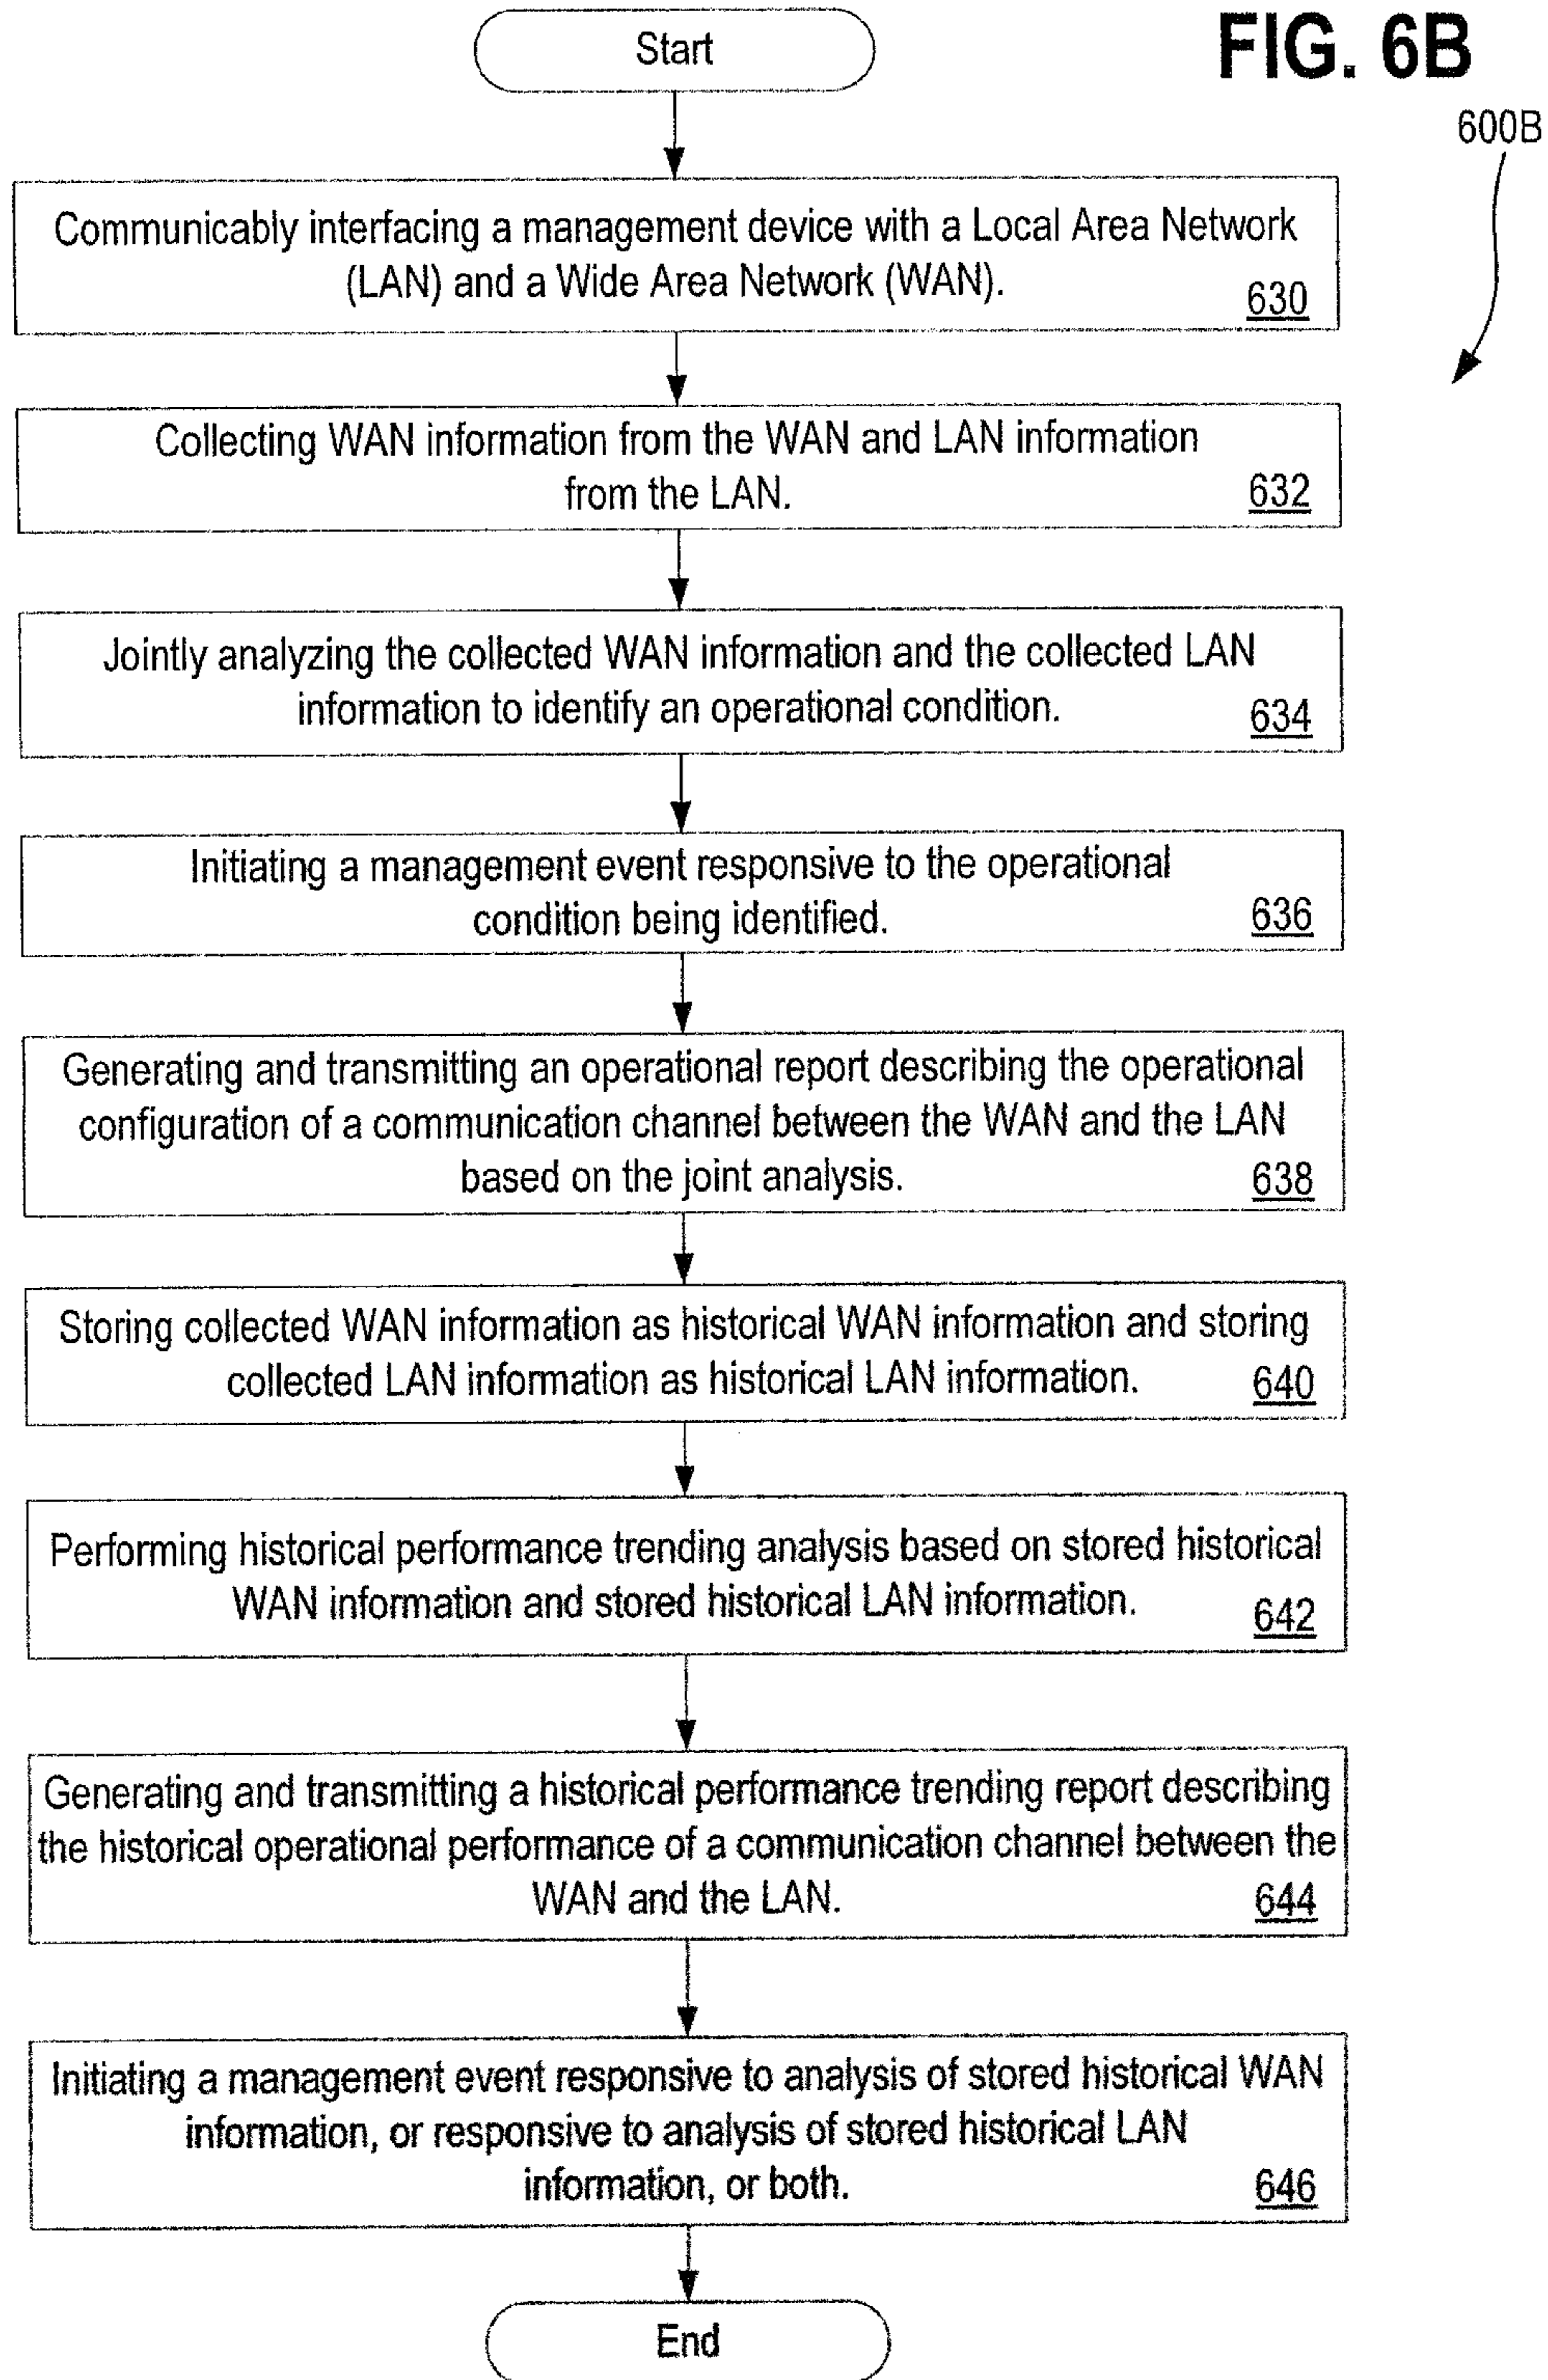 FIG. 6B
600B
Start
Communicably interfacing a management device with a Local Area Network
(LAN) and a Wide Area Network (WAN).
630
Collecting WAN information from the WAN and LAN information
from the LAN.
632
Jointly analyzing the collected WAN information and the collected LAN
information to identify an operational condition.
634
Initiating a management event responsive to the operational
condition being identified.
636
Generating and transmitting an operational report describing the operational
configuration of a communication channel between the WAN and the LAN
based on the joint analysis.
638
Storing collected WAN information as historical WAN information and storing
collected LAN information as historical LAN information.
640
Performing historical performance trending analysis based on stored historical
WAN information and stored historical LAN information.
642
Generating and transmitting a historical performance trending report describing
the historical operational performance of a communication channel between the
WAN and the LAN.
644
Initiating a management event responsive to analysis of stored historical WAN
information, or responsive to analysis of stored historical LAN
information, or both.
646
End